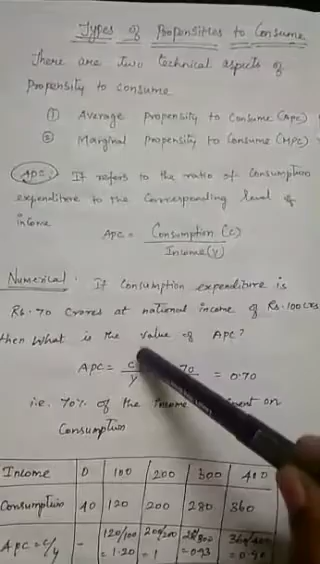 Types of Propensities to Consume
There are two technical aspects of
Propensity to consume
① Average Propensity to Consume (APC)
② Marginal Propensity to Consume (MPC)
APC: It refers to the ratio of Consumption
expenditure to the Corresponding level of
income
APC = Consumption (C)
Income (Y)
Numerical: If Consumption expenditure is
Rs. 70 Crores at national income of Rs. 100 Crs
then What is the Value of APC?
APC = C 70 = 0.70
Y
i.e. 70% of the Income on
Consumption
Income 0 100 200 300 400
Consumption 40 120 200 280 360
APC = C/Y - 120/100 200/200
= 1.20 = 1 = 0.93 = 0.90